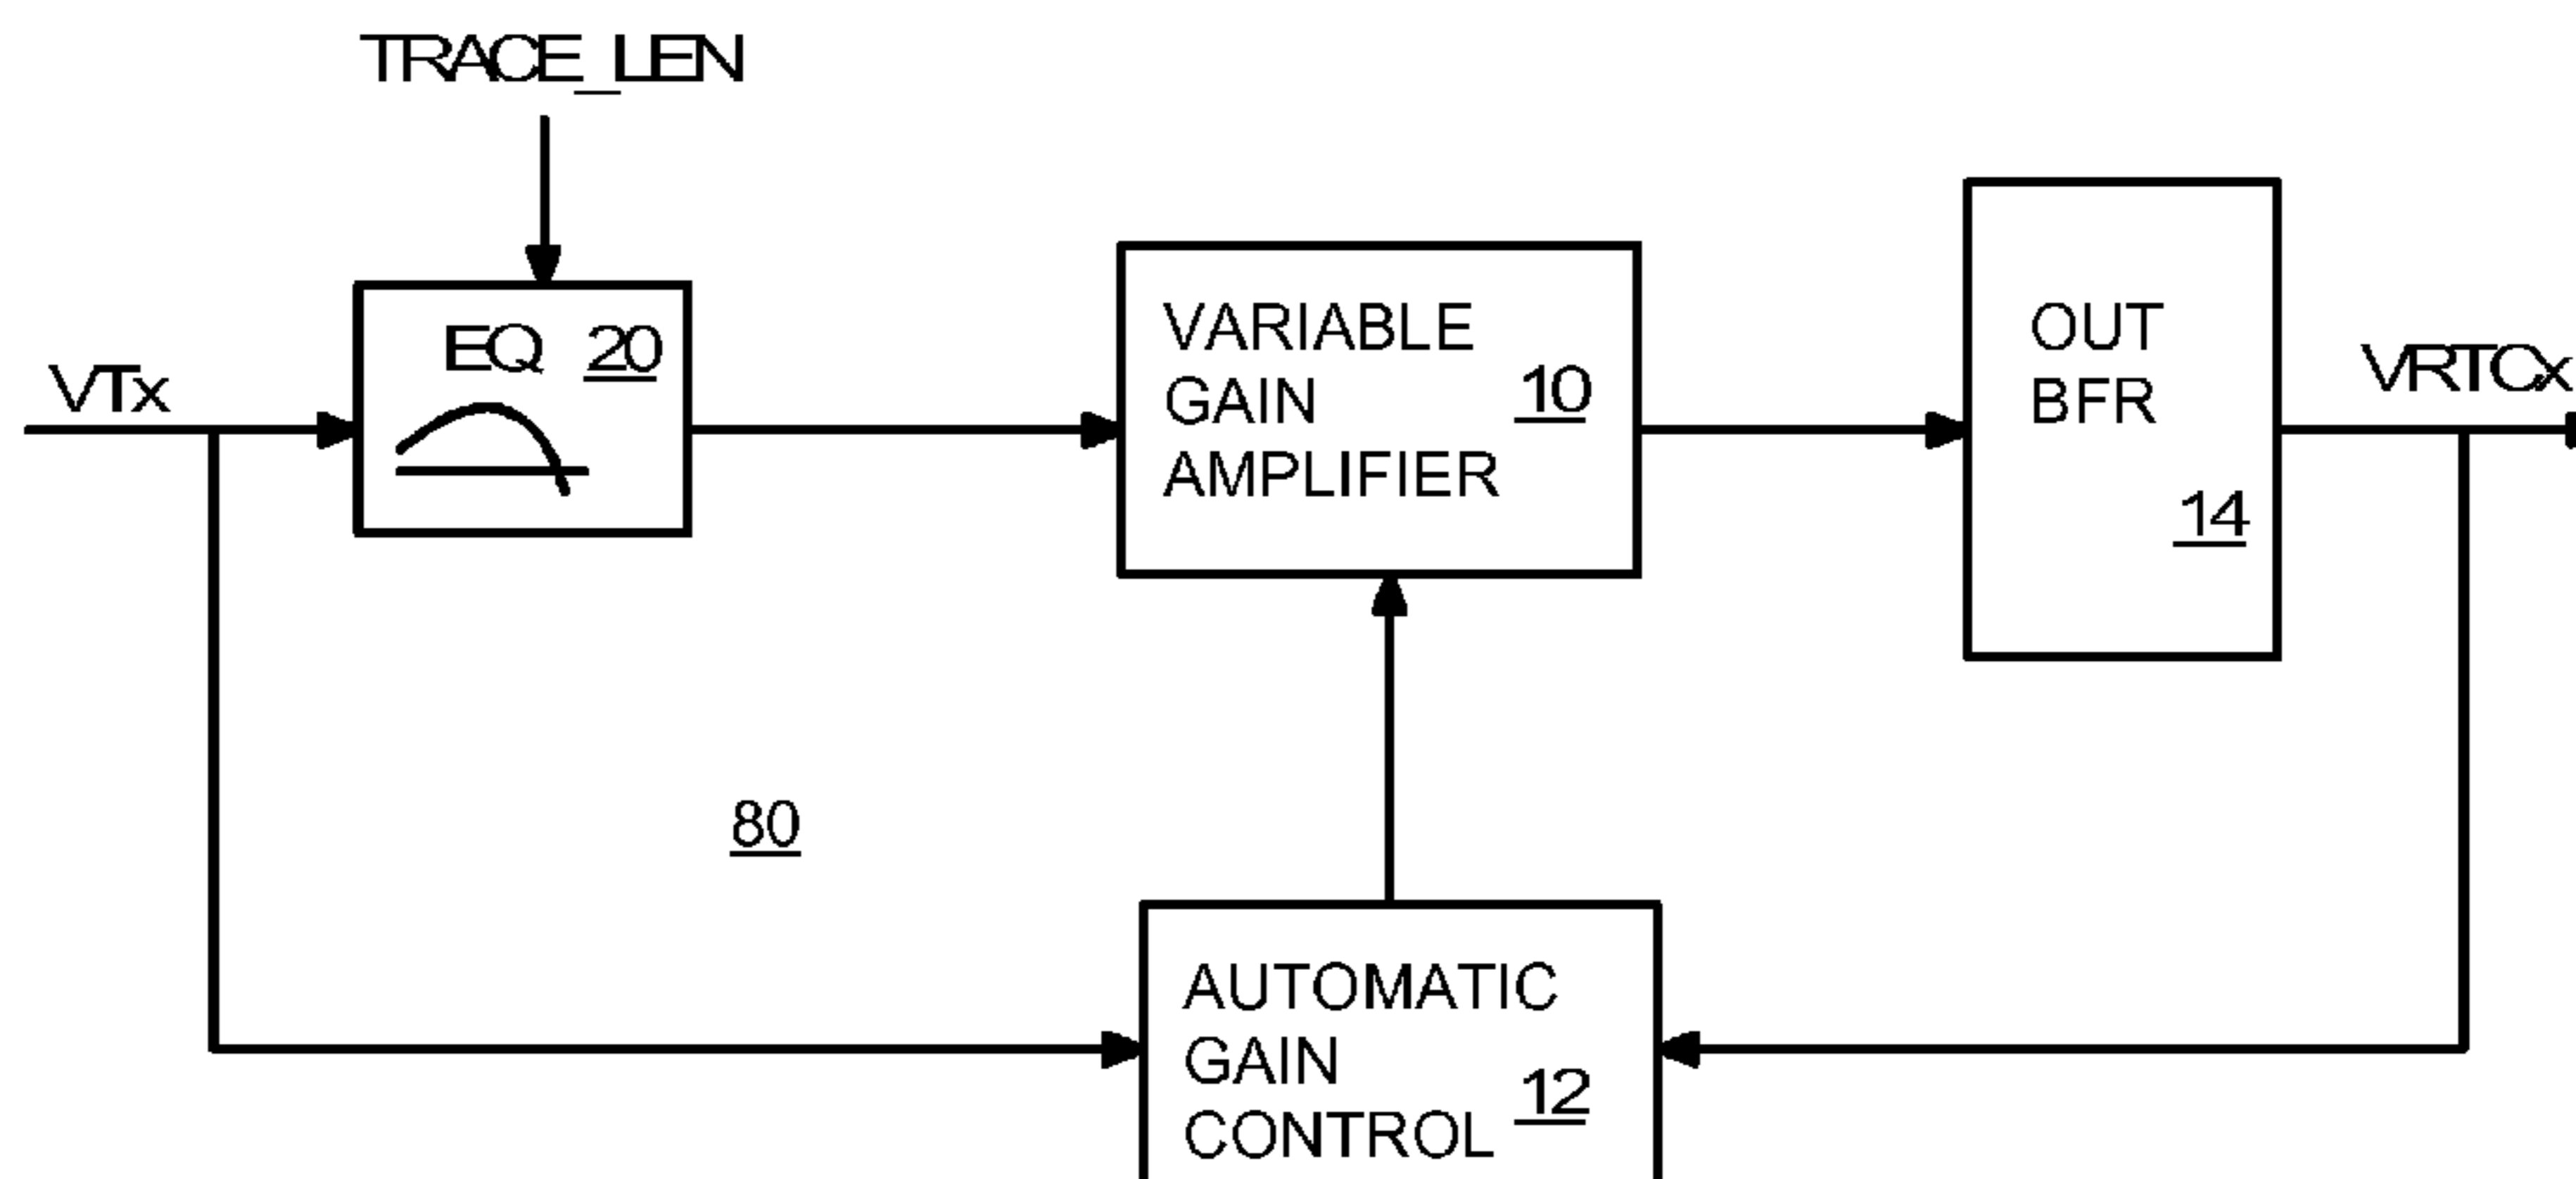 TRACE_LEN
EQ 20
VTx
VARIABLE
GAIN
AMPLIFIER
10
OUT
BFR
14
VRTCx
80
AUTOMATIC
GAIN
CONTROL
12